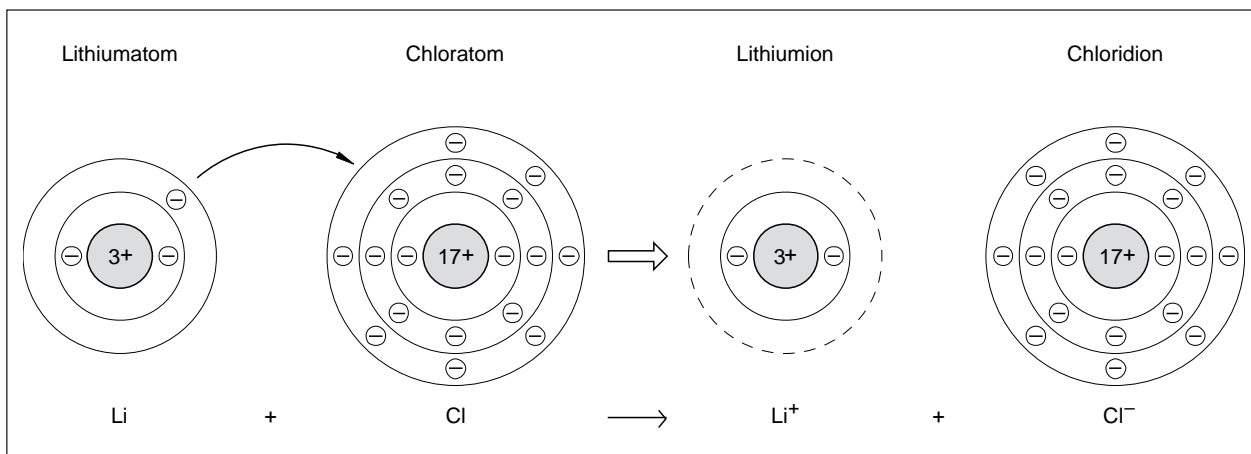 Lithiumatom Chloratom Lithiumion Chloridion
3+ 17+ 3+ 17+
Li + Cl → Li⁺ + Cl⁻